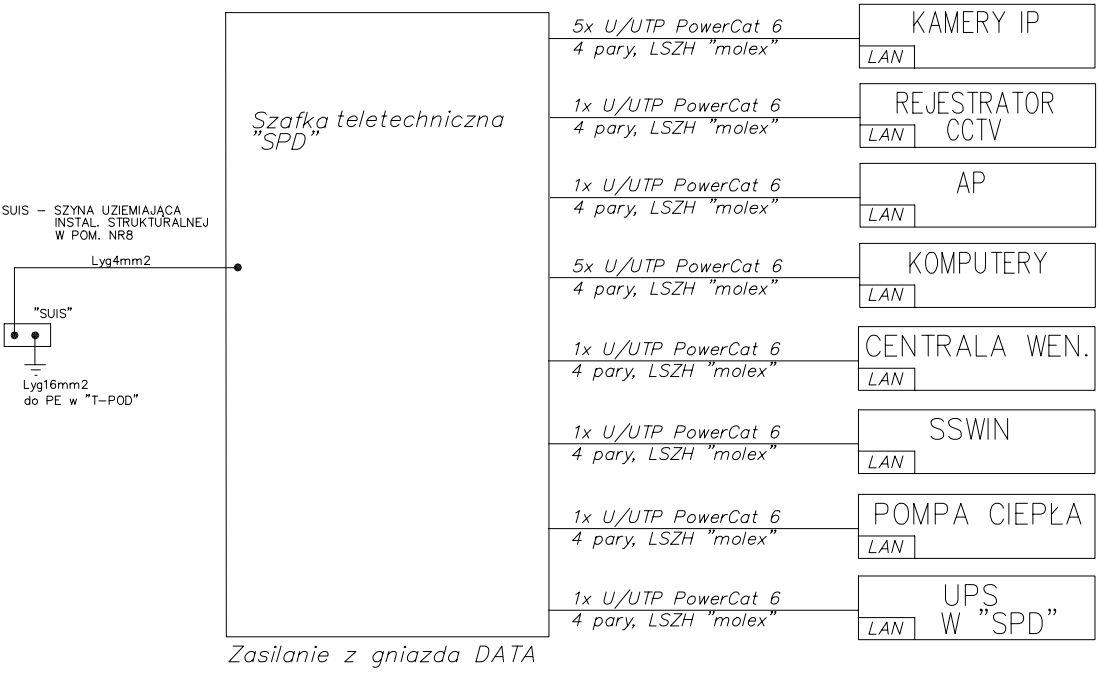 Szafka teletechniczna
"SPD"
SUIS – SZYNA UZIEMIAJĄCA
INSTAL. STRUKTURALNEJ
W POM. NR8
Lyg4mm2
"SUIS"
Lyg16mm2
do PE w "T-POD"
Zasilanie z gniazda DATA
5x U/UTP PowerCat 6
4 pary, LSZH "molex"
KAMERY IP
LAN
1x U/UTP PowerCat 6
4 pary, LSZH "molex"
REJESTRATOR
CCTV
LAN
1x U/UTP PowerCat 6
4 pary, LSZH "molex"
AP
LAN
5x U/UTP PowerCat 6
4 pary, LSZH "molex"
KOMPUTERY
LAN
1x U/UTP PowerCat 6
4 pary, LSZH "molex"
CENTRALA WEN.
LAN
1x U/UTP PowerCat 6
4 pary, LSZH "molex"
SSWIN
LAN
1x U/UTP PowerCat 6
4 pary, LSZH "molex"
POMPA CIEPŁA
LAN
1x U/UTP PowerCat 6
4 pary, LSZH "molex"
UPS
W "SPD"
LAN